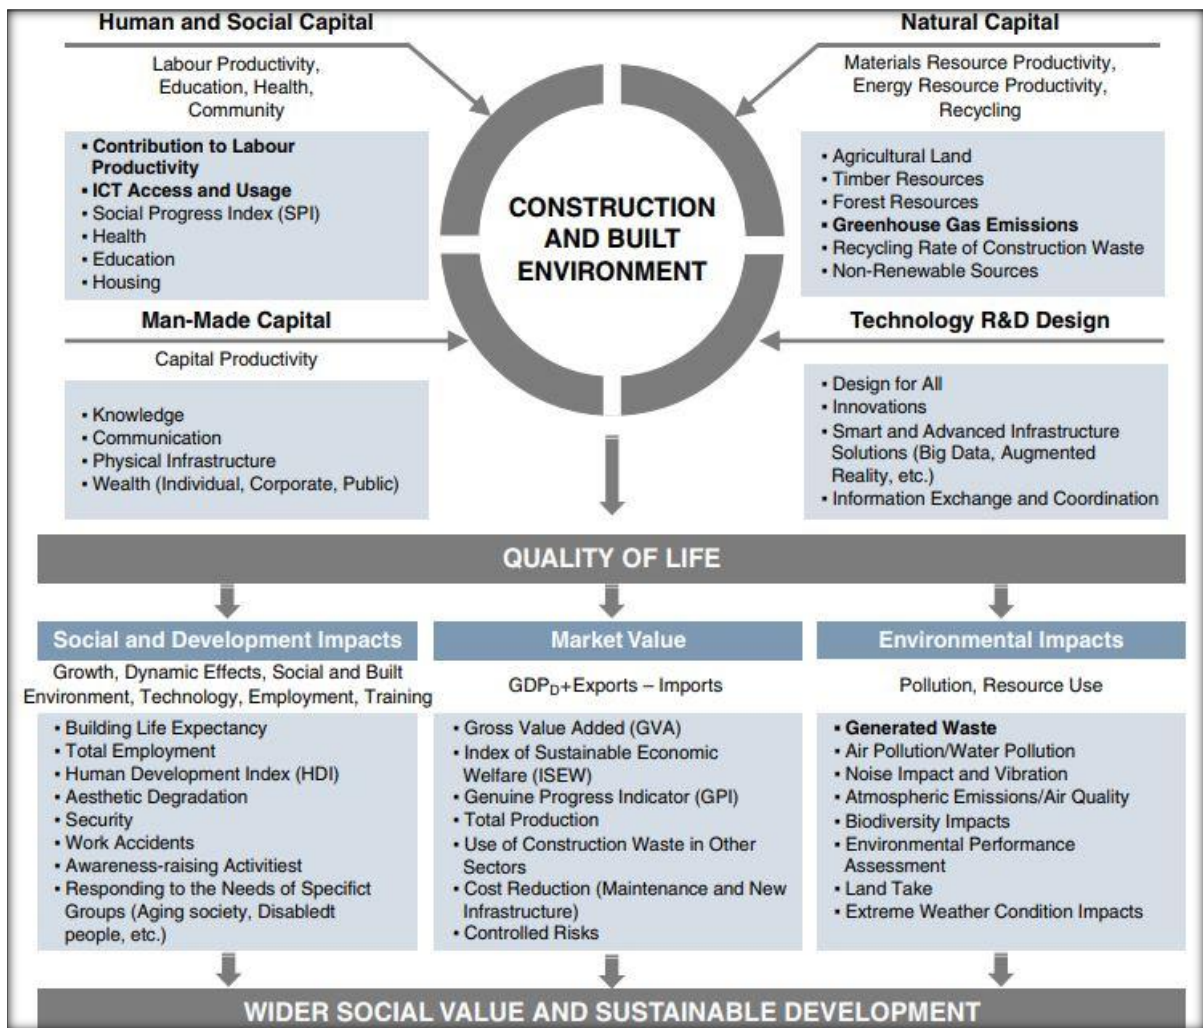 Human and Social Capital
Labour Productivity,
Education, Health,
Community
▪ Contribution to Labour
Productivity
▪ ICT Access and Usage
▪ Social Progress Index (SPI)
▪ Health
▪ Education
▪ Housing
Natural Capital
Materials Resource Productivity,
Energy Resource Productivity,
Recycling
▪ Agricultural Land
▪ Timber Resources
▪ Forest Resources
▪ Greenhouse Gas Emissions
▪ Recycling Rate of Construction Waste
▪ Non-Renewable Sources
CONSTRUCTION
AND BUILT
ENVIRONMENT
Man-Made Capital
Capital Productivity
▪ Knowledge
▪ Communication
▪ Physical Infrastructure
▪ Wealth (Individual, Corporate, Public)
Technology R&D Design
▪ Design for All
▪ Innovations
▪ Smart and Advanced Infrastructure
Solutions (Big Data, Augmented
Reality, etc.)
▪ Information Exchange and Coordination
QUALITY OF LIFE
Social and Development Impacts
Growth, Dynamic Effects, Social and Built
Environment, Technology, Employment, Training
▪ Building Life Expectancy
▪ Total Employment
▪ Human Development Index (HDI)
▪ Aesthetic Degradation
▪ Security
▪ Work Accidents
▪ Awareness-raising Activitiest
▪ Responding to the Needs of Specifict
Groups (Aging society, Disabledt
people, etc.)
Market Value
GDP_D+Exports – Imports
▪ Gross Value Added (GVA)
▪ Index of Sustainable Economic
Welfare (ISEW)
▪ Genuine Progress Indicator (GPI)
▪ Total Production
▪ Use of Construction Waste in Other
Sectors
▪ Cost Reduction (Maintenance and New
Infrastructure)
▪ Controlled Risks
Environmental Impacts
Pollution, Resource Use
▪ Generated Waste
▪ Air Pollution/Water Pollution
▪ Noise Impact and Vibration
▪ Atmospheric Emissions/Air Quality
▪ Biodiversity Impacts
▪ Environmental Performance
Assessment
▪ Land Take
▪ Extreme Weather Condition Impacts
WIDER SOCIAL VALUE AND SUSTAINABLE DEVELOPMENT